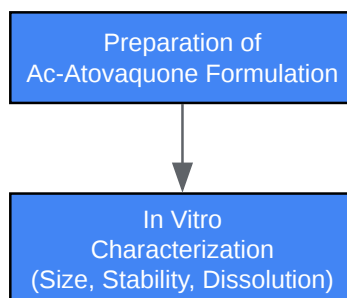 Preparation of
Ac-Atovaquone Formulation
In Vitro
Characterization
(Size, Stability, Dissolution)